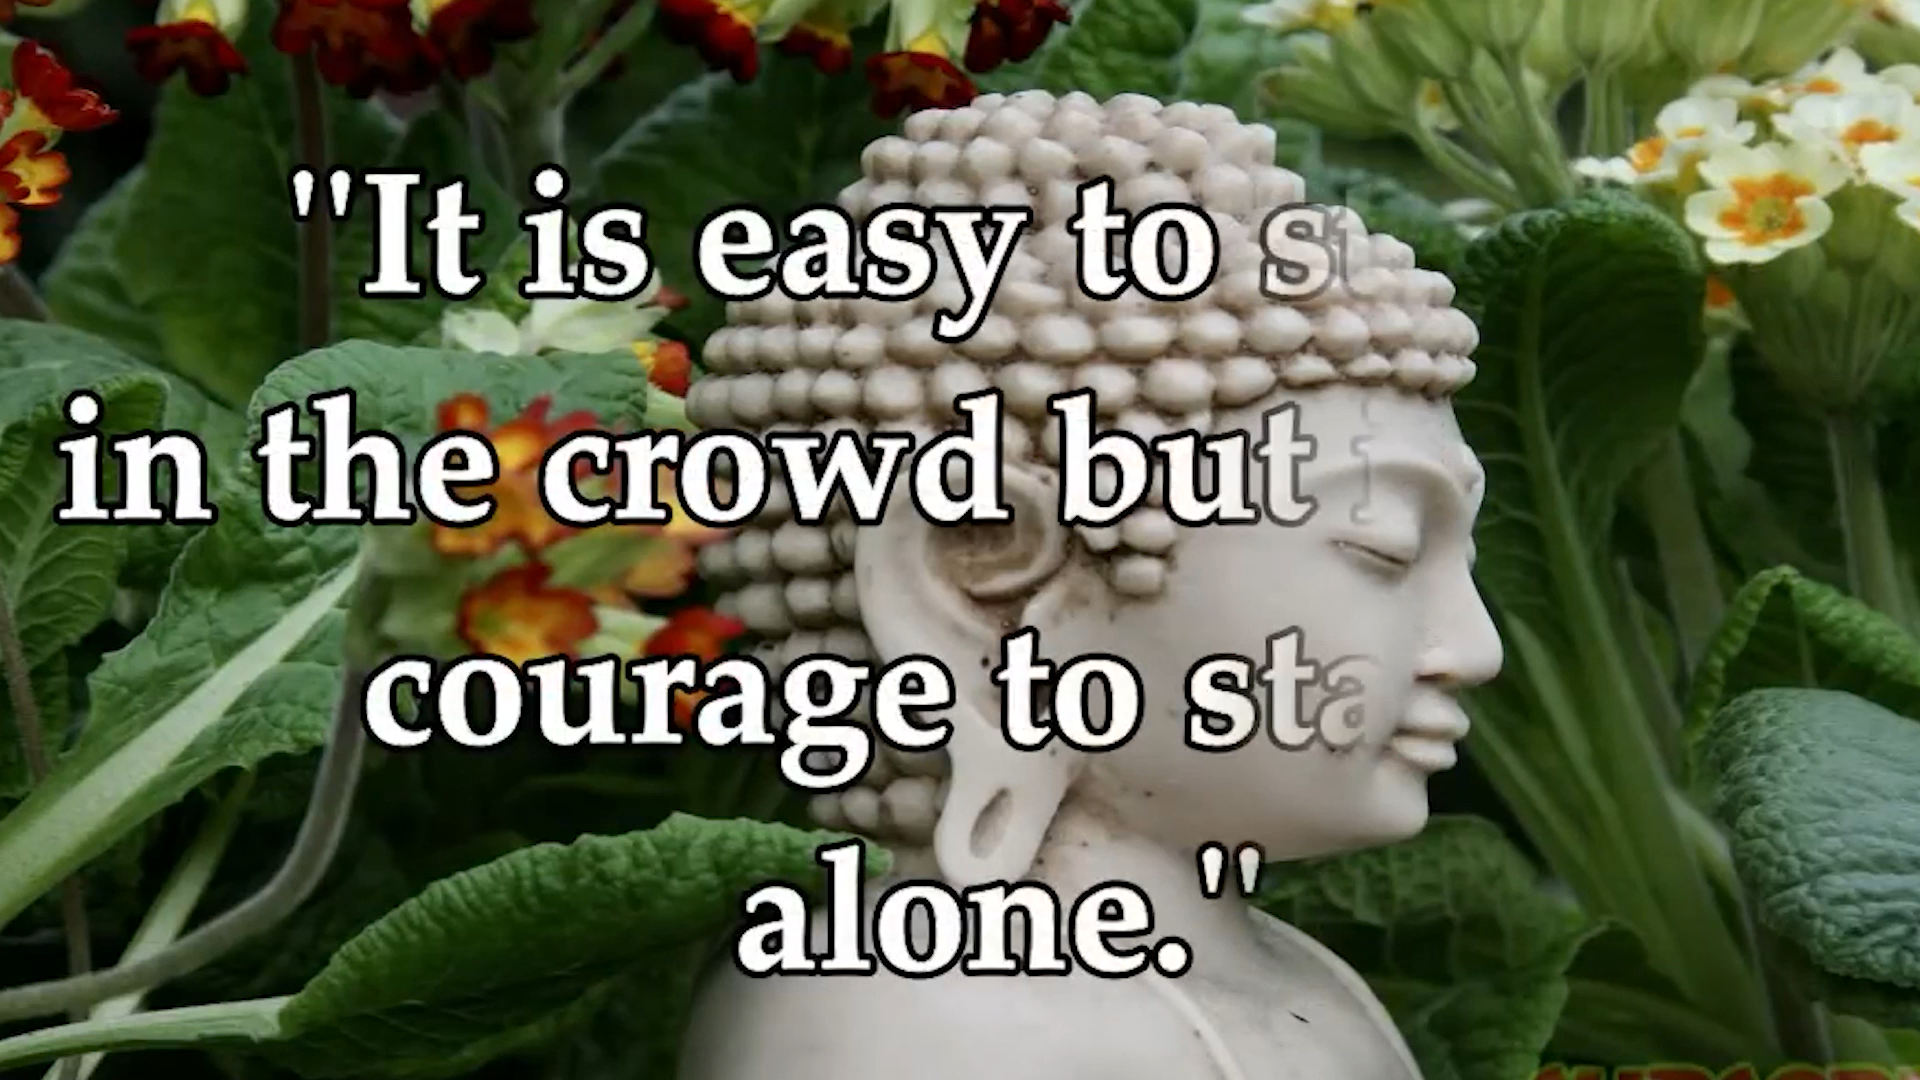 "It is easy to
in the crowd but
courage to
alone."